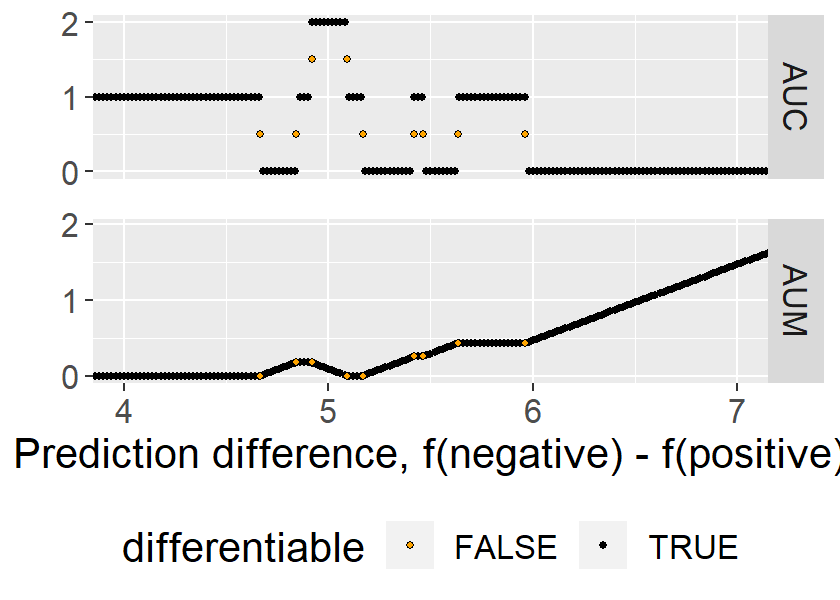 2
1
0
AUC
2
1
0
AUM
4 5 6 7
Prediction difference, f(negative) - f(positive)
differentiable FALSE TRUE